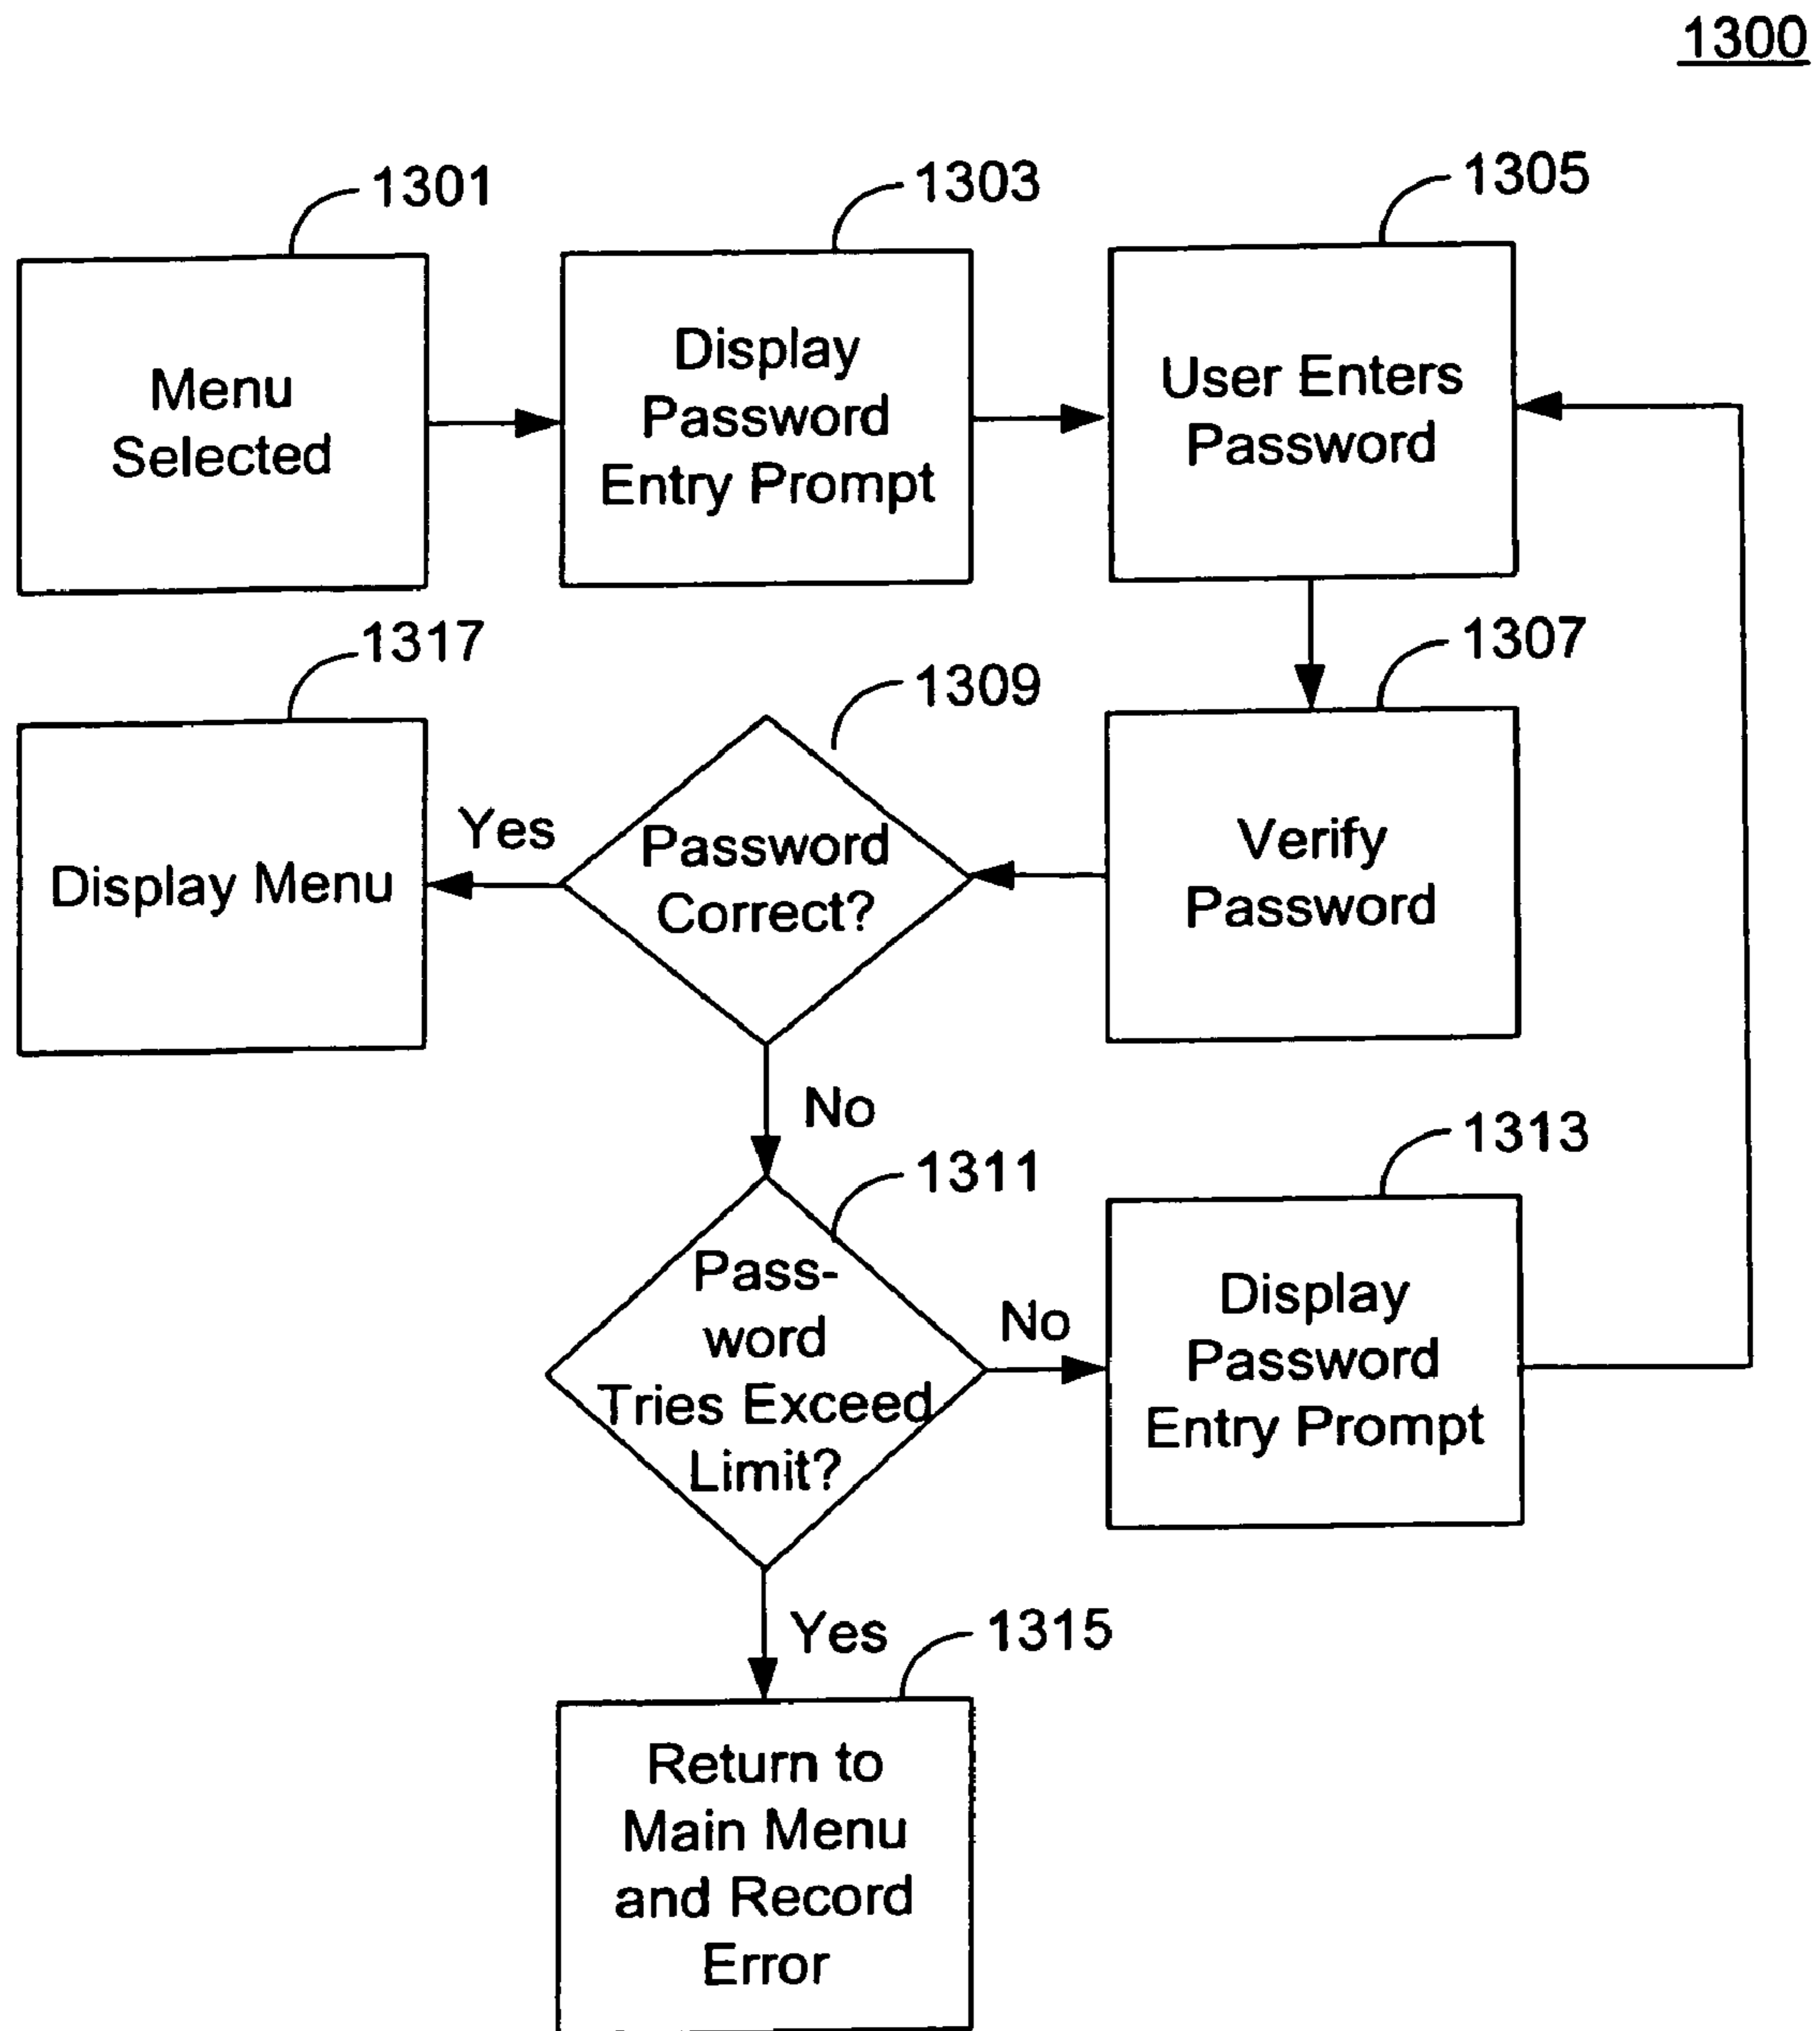 1300
1301
1303
1305
Menu
Selected
Display
Password
Entry Prompt
User Enters
Password
1317
1309
1307
Display Menu
Yes
Password
Correct?
Verify
Password
No
1311
1313
Pass-
word
Tries Exceed
Limit?
No
Display
Password
Entry Prompt
Yes
1315
Return to
Main Menu
and Record
Error